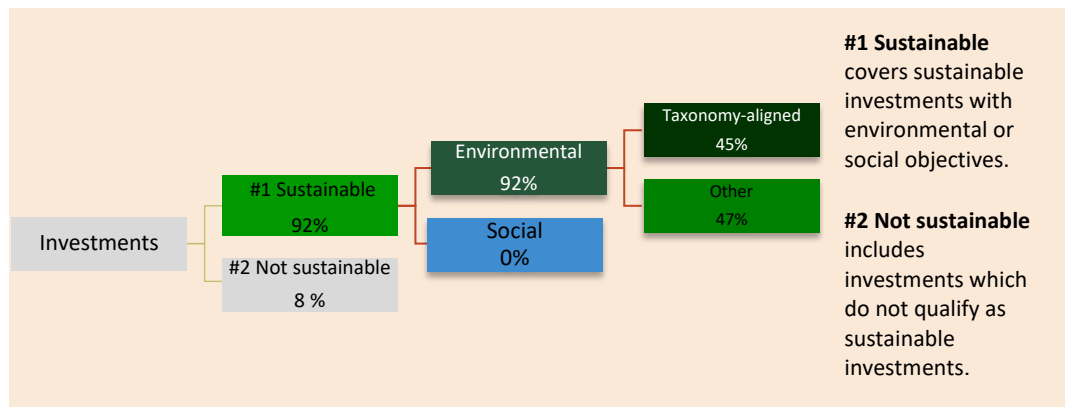 Investments
#1 Sustainable
92%
#2 Not sustainable
8 %
Environmental
92%
Social
0%
Taxonomy-aligned
45%
Other
47%
#1 Sustainable
covers sustainable
investments with
environmental or
social objectives.
#2 Not sustainable
includes
investments which
do not qualify as
sustainable
investments.